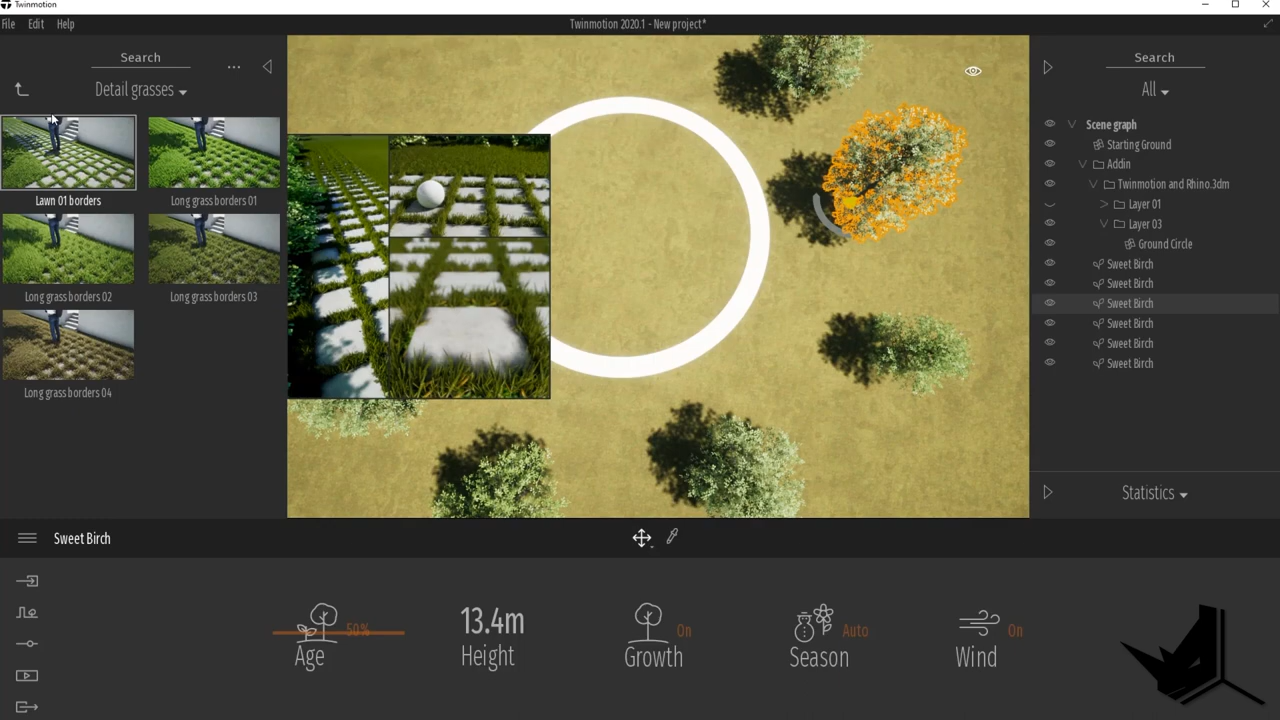 Twinmotion
File Edit Help
Twinmotion 2020.1 - New project*
Search
...
Detail grasses
Lawn 01 borders
Long grass borders 01
Long grass borders 02
Long grass borders 03
Long grass borders 04
Search
All
Scene graph
Starting Ground
Addin
Twinmotion and Rhino.3dm
Layer 01
Layer 03
Ground Circle
Sweet Birch
Sweet Birch
Sweet Birch
Sweet Birch
Sweet Birch
Sweet Birch
Statistics
Sweet Birch
50%
Age
13.4m
Height
On
Growth
Auto
Season
On
Wind